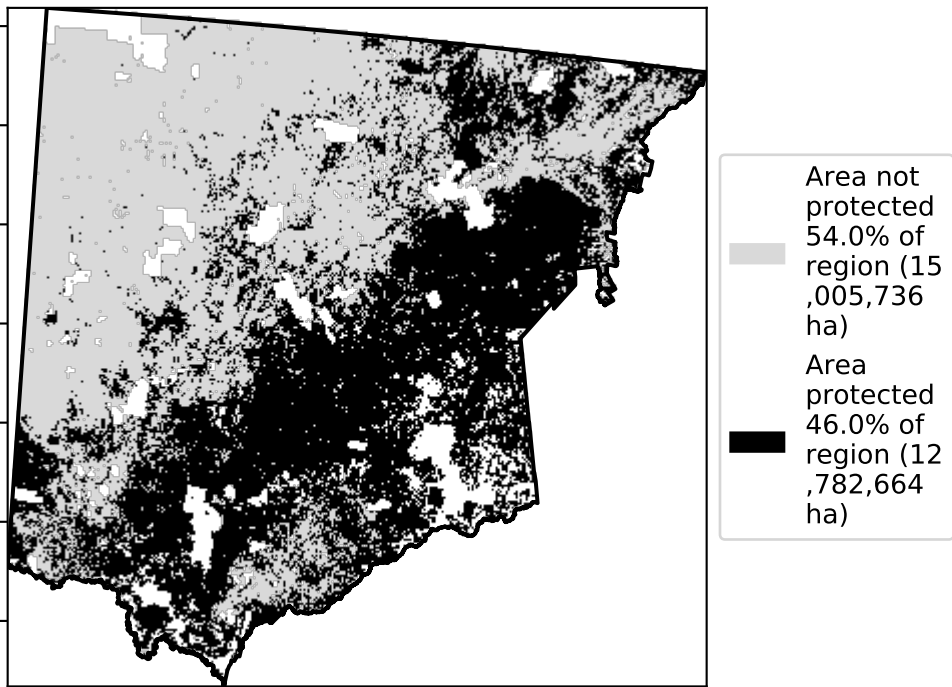 Area not
protected
54.0% of
region (15
,005,736
ha)
Area
protected
46.0% of
region (12
,782,664
ha)